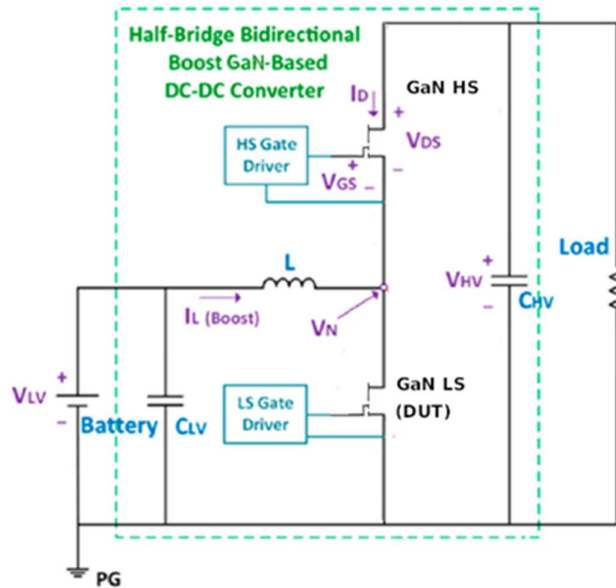 Half-Bridge Bidirectional
Boost GaN-Based
DC-DC Converter
ID
GaN HS
+
HS Gate
Driver
VDS
+
VGS
−
−
L
Load
IL (Boost)
VN
+
VHV
−
CHV
+
VLV
−
Battery
CLV
LS Gate
Driver
GaN LS
(DUT)
PG